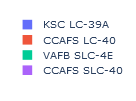 KSC LC-39A
CCAFS LC-40
VAFB SLC-4E
CCAFS SLC-40